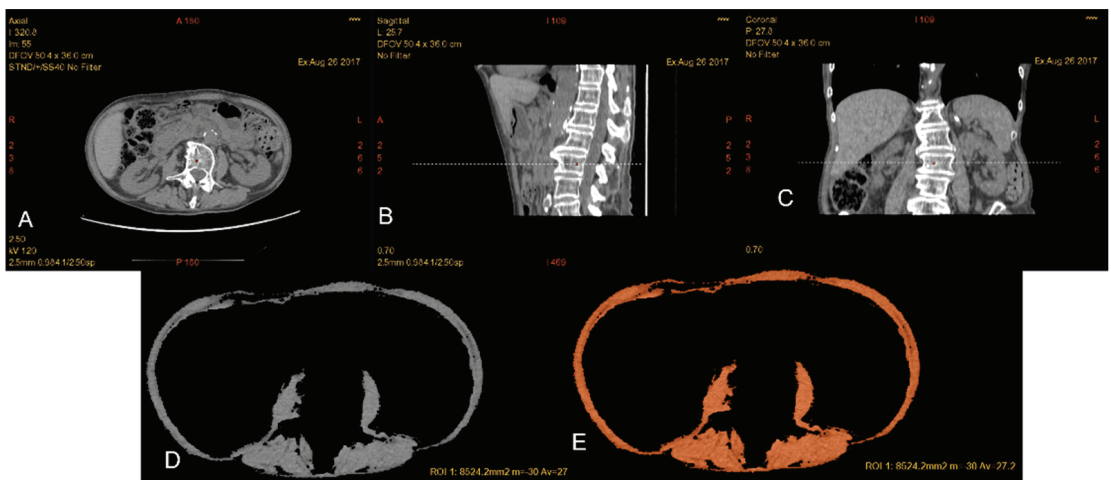 Axial
I: 320.8
Im: 55
DFOV 50.4 x 36.0 cm
STND/+/SS40 No Filter
A 180
Ex:Aug 26 2017
R
2
3
8
L
2
6
6
A
2.50
kV 120
2.5mm 0.984:1/2.50sp
P 180
Sagittal
L: 25.7
DFOV 50.4 x 36.0 cm
No Filter
I 109
Ex:Aug 26 2017
A
2
5
2
P
2
5
2
B
0.70
2.5mm 0.984:1/2.50sp
I 469
Coronal
P: 27.8
DFOV 50.4 x 36.0 cm
No Filter
I 109
Ex:Aug 26 2017
R
2
3
8
L
2
6
6
C
0.70
D
ROI 1: 8524.2mm2 m=-30 Av=27
E
ROI 1: 8524.2mm2 m=-30 Av=27.2